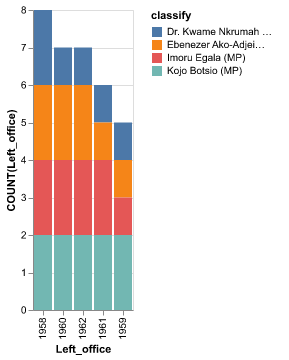 classify
Dr. Kwame Nkrumah …
Ebenezer Ako-Adjei…
Imoru Egala (MP)
Kojo Botsio (MP)
COUNT(Left_office)
8
7
6
5
4
3
2
1
0
1958
1960
1962
1961
1959
Left_office